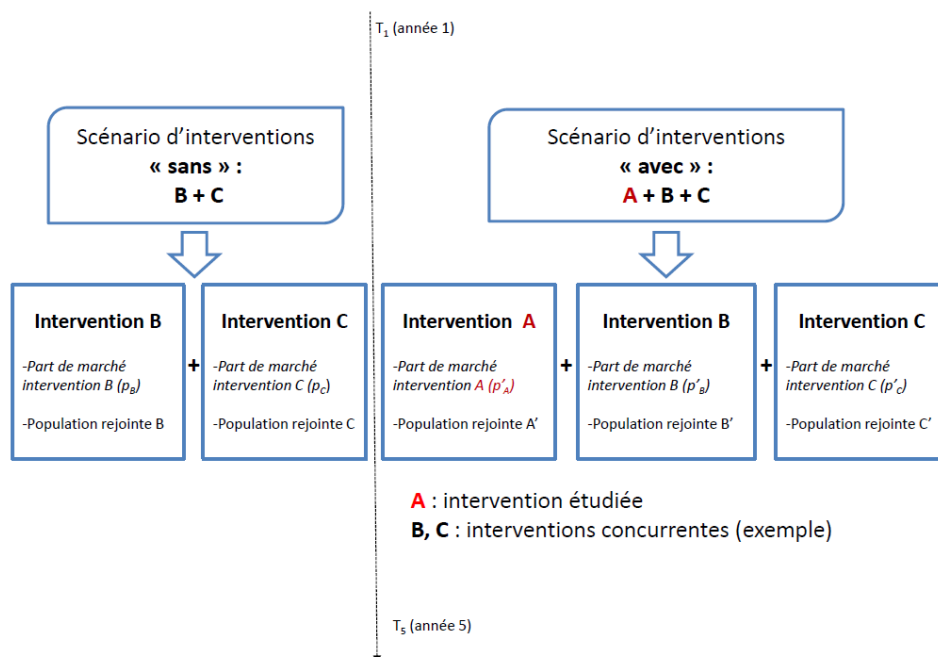 T1 (année 1)
Scénario d’interventions
« sans » :
B + C
Scénario d’interventions
« avec » :
A + B + C
Intervention B
-Part de marché
intervention B (pB)
-Population rejointe B
+
Intervention C
-Part de marché
intervention C (pC)
-Population rejointe C
Intervention A
-Part de marché
intervention A (p’A)
-Population rejointe A’
+
Intervention B
-Part de marché
intervention B (p’B)
-Population rejointe B’
+
Intervention C
-Part de marché
intervention C (p’C)
-Population rejointe C’
A : intervention étudiée
B, C : interventions concurrentes (exemple)
T5 (année 5)